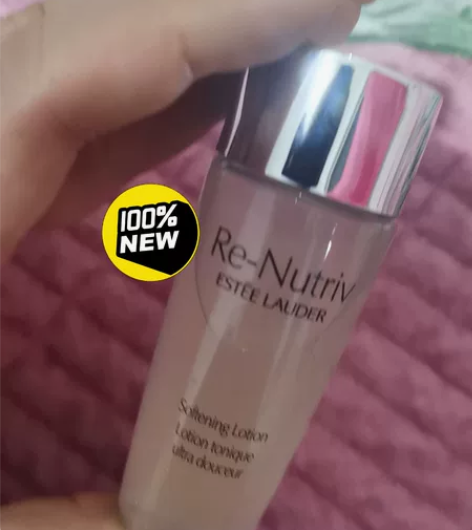 100%
NEW
Re-Nutriv
ESTĒE LAUDER
Softening Lotion
Lotion tonique
ultra douceur